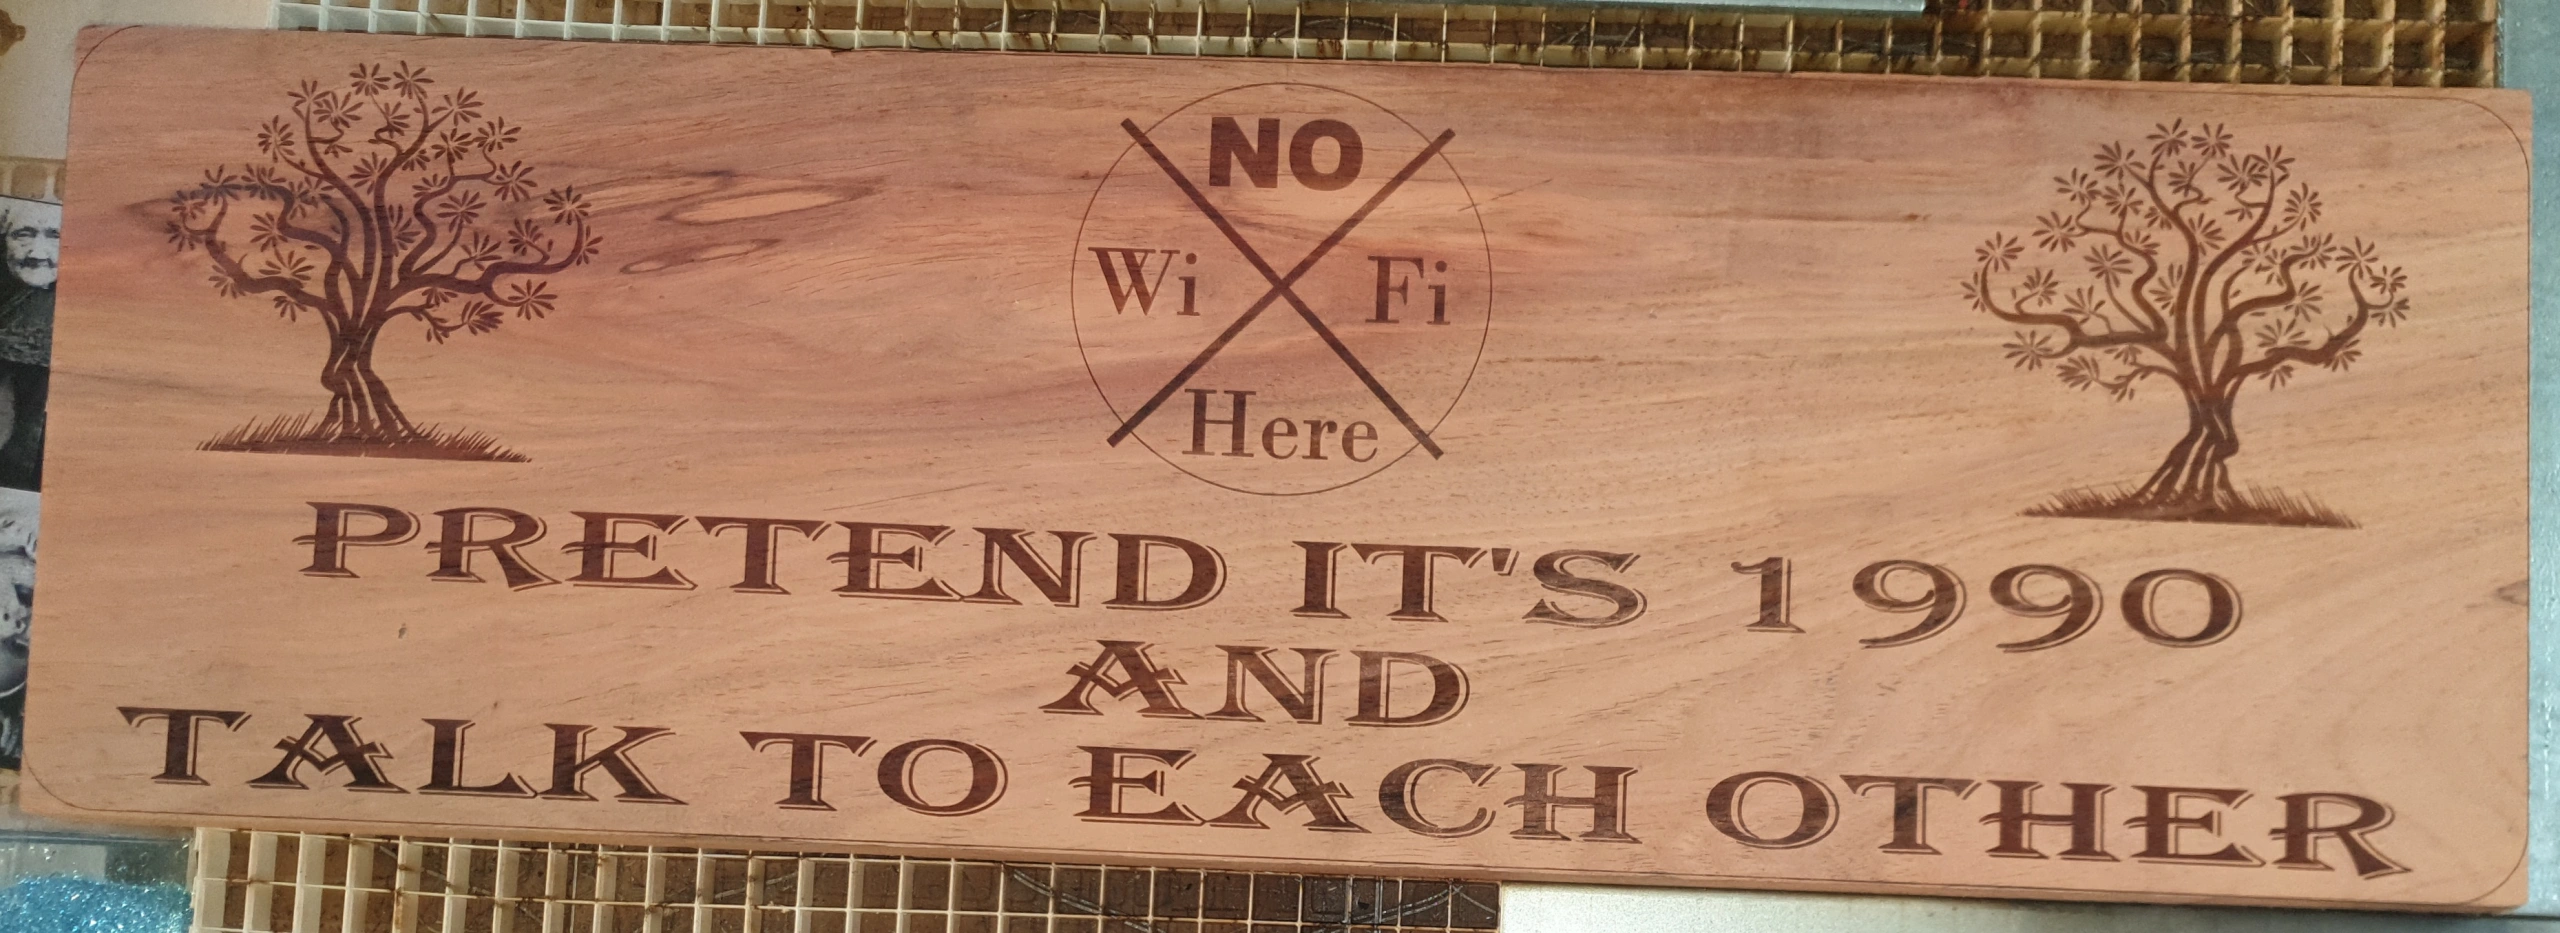 NO
Wi Fi
Here
PRETEND IT'S 1990
AND
TALK TO EACH OTHER